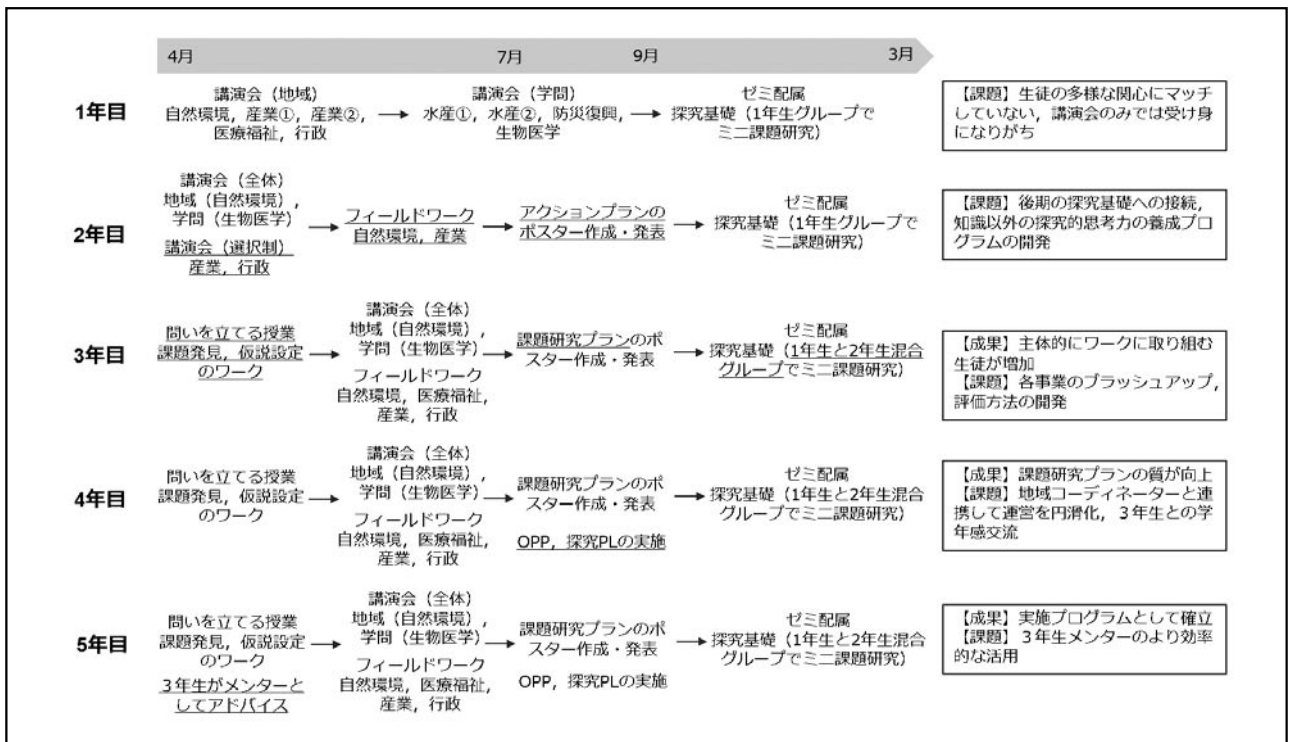 4月 7月 9月 3月
1年目
講演会（地域）
自然環境，産業①，産業②，
医療福祉，行政
講演会（学問）
水産①，水産②，防災復興，
生物医学
ゼミ配属
探究基礎（1年生グループで
ミニ課題研究）
【課題】生徒の多様な関心にマッチ
していない，講演会のみでは受け身
になりがち
2年目
講演会（全体）
地域（自然環境），
学問（生物医学）
講演会（選択制）
産業，行政
フィールドワーク
自然環境，産業
アクションプランの
ポスター作成・発表
ゼミ配属
探究基礎（1年生グループで
ミニ課題研究）
【課題】後期の探究基礎への接続，
知識以外の探究的思考力の養成プロ
グラムの開発
3年目
問いを立てる授業
課題発見，仮説設定
のワーク
講演会（全体）
地域（自然環境），
学問（生物医学）
フィールドワーク
自然環境，医療福祉，
産業，行政
課題研究プランのポ
スター作成・発表
ゼミ配属
探究基礎（1年生と2年生混合
グループでミニ課題研究）
【成果】主体的にワークに取り組む
生徒が増加
【課題】各事業のブラッシュアップ，
評価方法の開発
4年目
問いを立てる授業
課題発見，仮説設定
のワーク
講演会（全体）
地域（自然環境），
学問（生物医学）
フィールドワーク
自然環境，医療福祉，
産業，行政
課題研究プランのポ
スター作成・発表
OPP，探究PLの実施
ゼミ配属
探究基礎（1年生と2年生混合
グループでミニ課題研究）
【成果】課題研究プランの質が向上
【課題】地域コーディネーターと連
携して運営を円滑化，３年生との学
年感交流
5年目
問いを立てる授業
課題発見，仮説設定
のワーク
３年生がメンターと
してアドバイス
講演会（全体）
地域（自然環境），
学問（生物医学）
フィールドワーク
自然環境，医療福祉，
産業，行政
課題研究プランのポ
スター作成・発表
OPP，探究PLの実施
ゼミ配属
探究基礎（1年生と2年生混合
グループでミニ課題研究）
【成果】実施プログラムとして確立
【課題】３年生メンターのより効率
的な活用